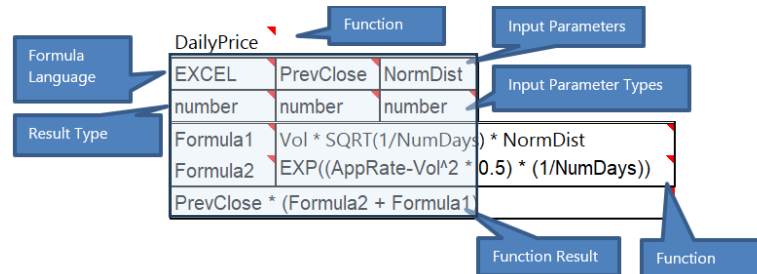 Function
Input Parameters
DailyPrice
Formula
Language
EXCEL PrevClose NormDist
Input Parameter Types
number number number
Result Type
Formula1 Vol * SQRT(1/NumDays) * NormDist
Formula2 EXP((AppRate-Vol^2 * 0.5) * (1/NumDays))
PrevClose * (Formula2 + Formula1)
Function Result
Function